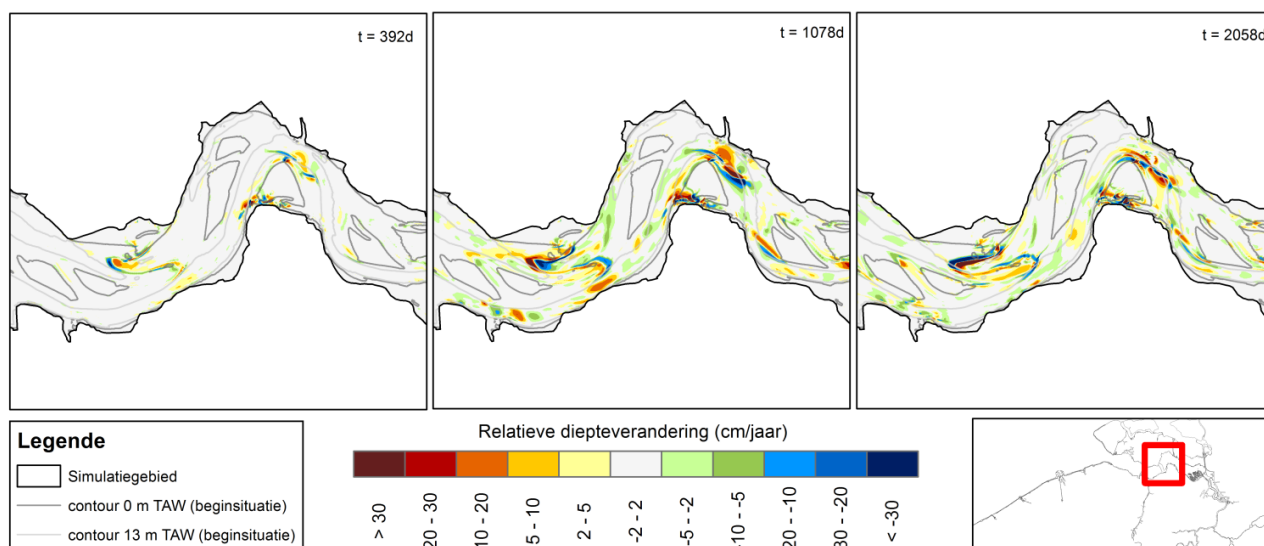 t = 392d
t = 1078d
t = 2058d
Legende
Simulatiegebied
contour 0 m TAW (beginsituatie)
contour 13 m TAW (beginsituatie)
Relatieve diepteverandering (cm/jaar)
> 30
20 - 30
10 - 20
5 - 10
2 - 5
-2 - 2
-5 - -2
-10 - -5
-20 - -10
-30 - -20
< -30